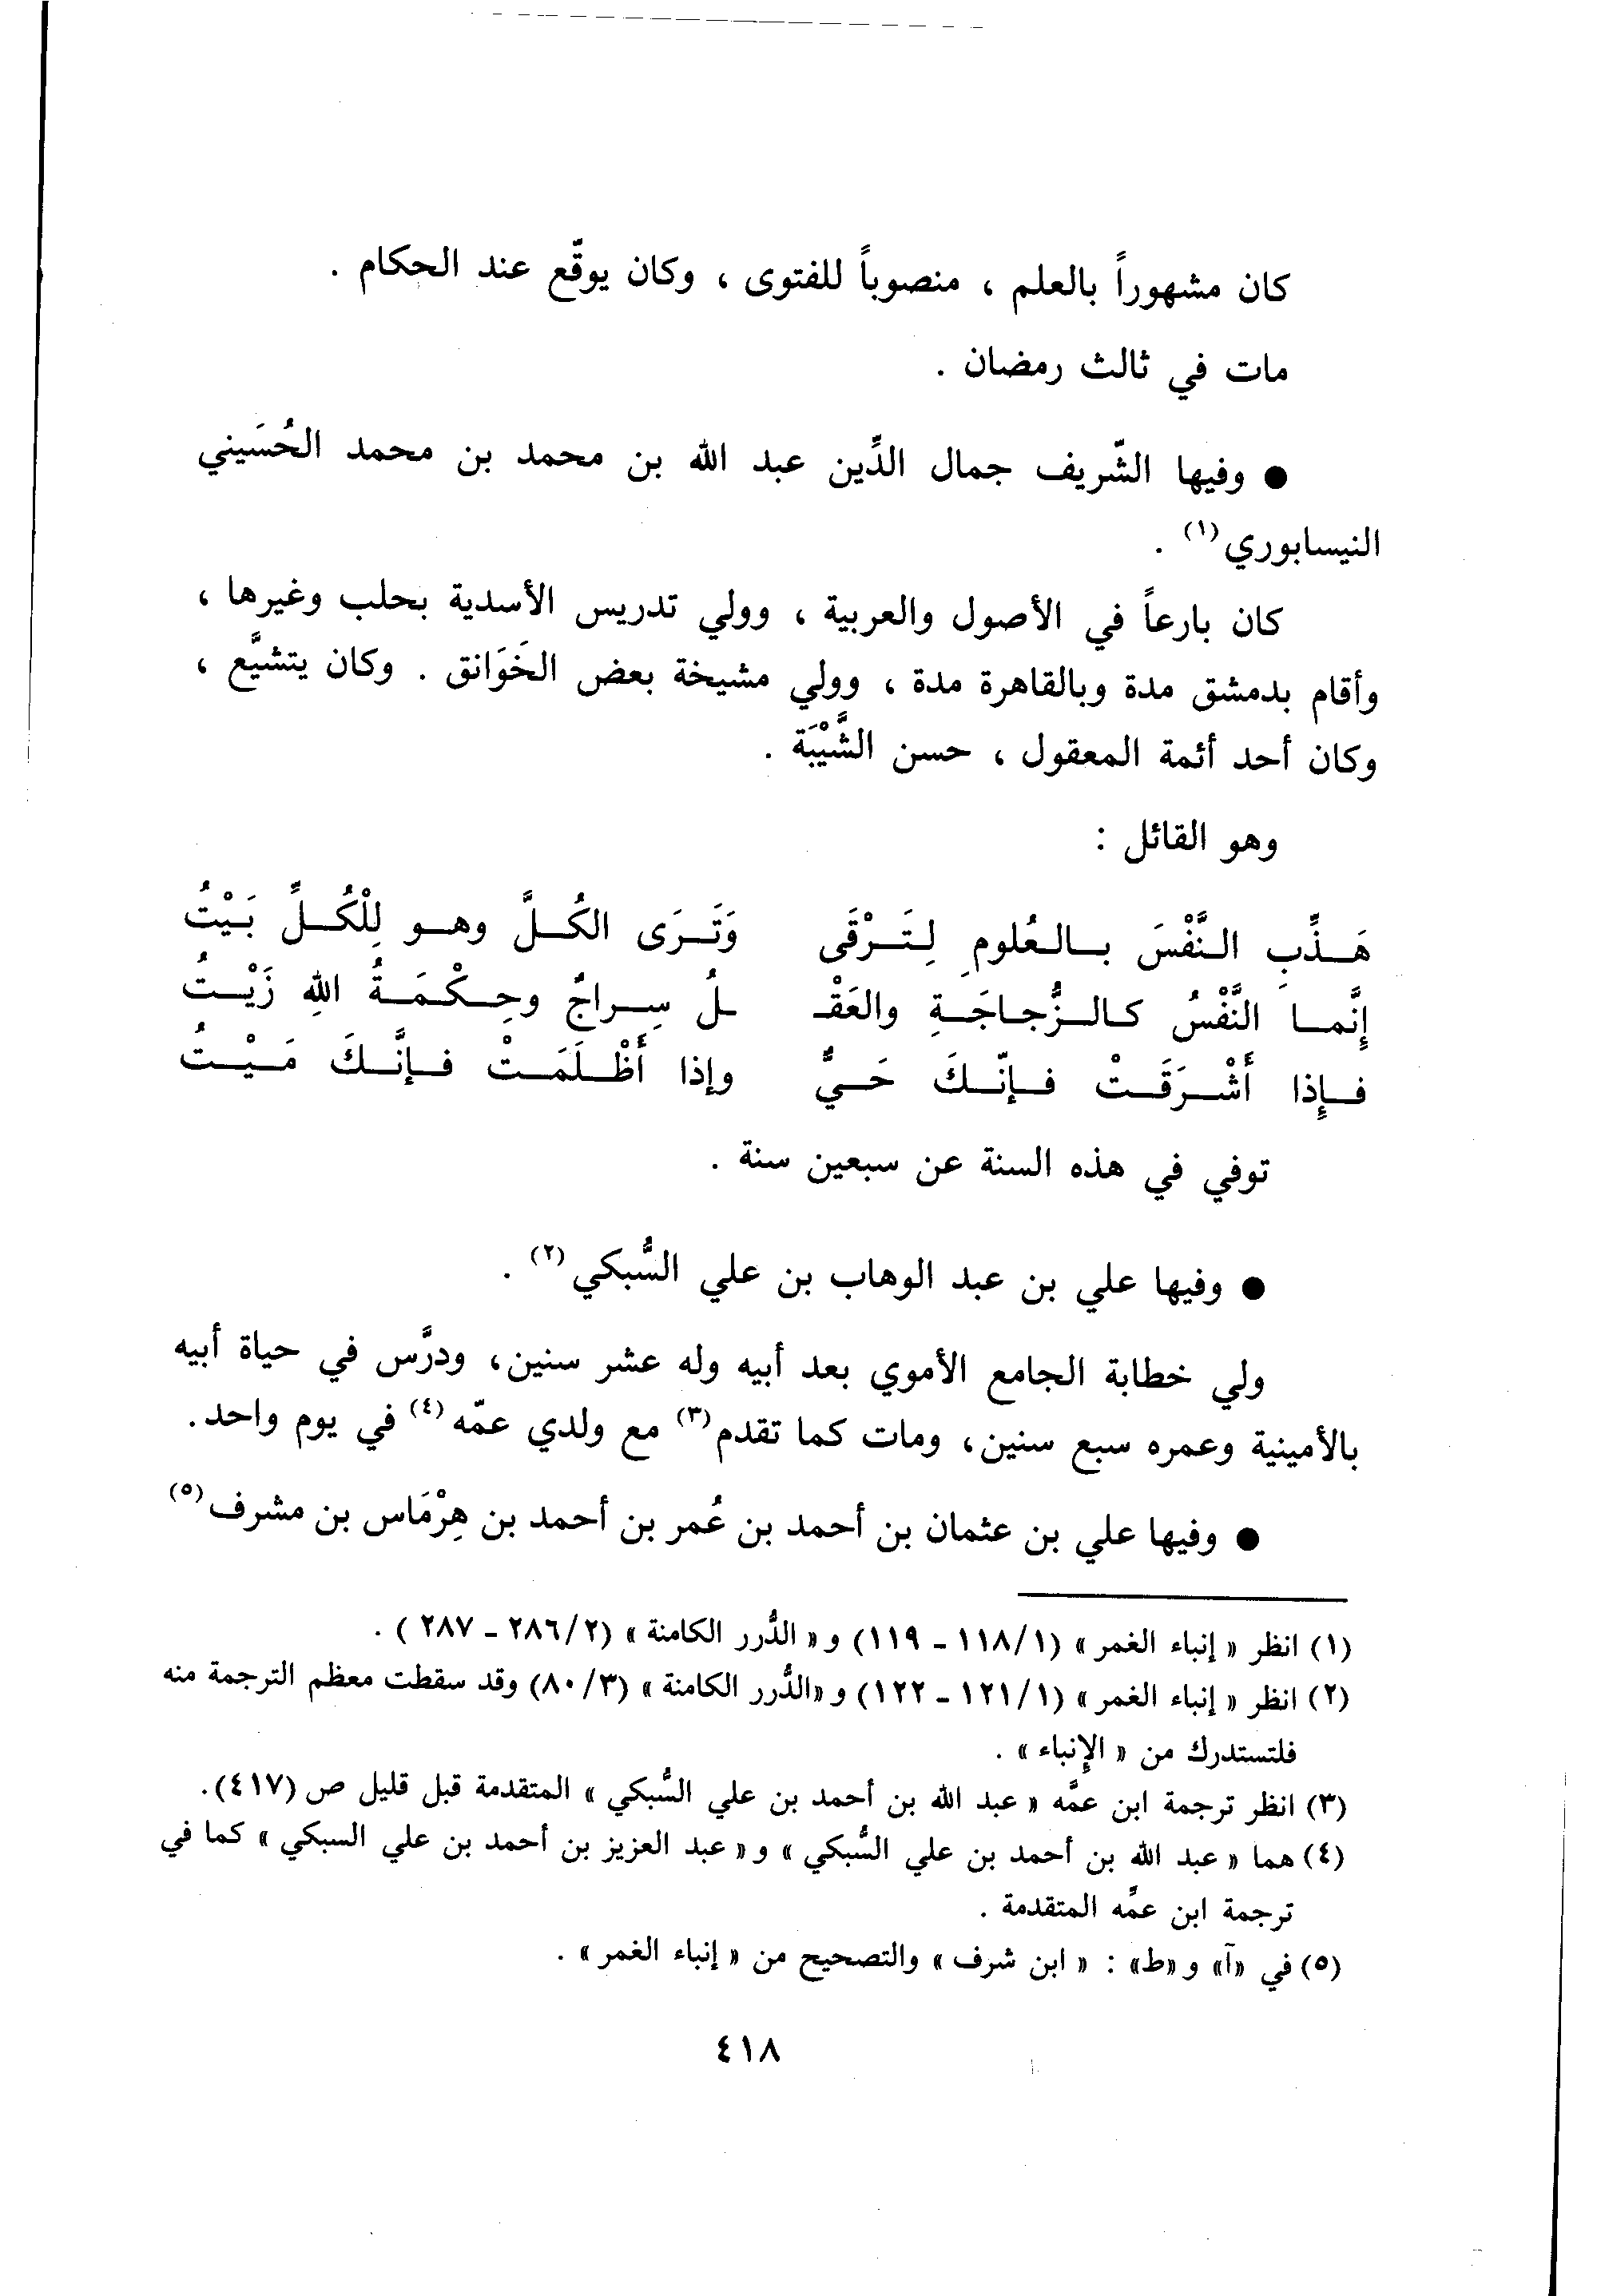 كان مشهوراً بالعلم ، منصوباً للفتوى ، وكان يوقّع عند الحكام .
مات في ثالث رمضان .
● وفيها الشّريف جمال الدِّين عبد الله بن محمد بن محمد الحُسَيني
النيسابوري(١) .
كان بارعاً في الأصول والعربية ، وولي تدريس الأسدية بحلب وغيرها ،
وأقام بدمشق مدة وبالقاهرة مدة ، وولي مشيخة بعض الخَوَانق . وكان يتشيَّع ،
وكان أحد أئمة المعقول ، حسن الشَّيْبَة .
وهو القائل :
هَـذِّبِ الـنَّفْسَ بـالـعُلومِ لِـتَـرْقَى وَتَـرَى الكُـلَّ وهـو لِلْكُـلِّ بَـيْتُ
إِنَّمـا النَّفْسُ كـالـزُّجـاجَـةِ والعَقْـ ـلُ سِـراجٌ وحِـكْـمَـةُ اللهِ زَيْـتُ
فـإِذا أَشْـرَقَـتْ فـإنّـكَ حَـيٌّ وإذا أَظْـلَمَـتْ فـإنَّـكَ مَـيْـتُ
توفي في هذه السنة عن سبعين سنة .
● وفيها علي بن عبد الوهاب بن علي السُّبكي(٢) .
ولي خطابة الجامع الأموي بعد أبيه وله عشر سنين، ودرَّس في حياة أبيه
بالأمينية وعمره سبع سنين، ومات كما تقدم(٣) مع ولدي عمّه(٤) في يوم واحد.
● وفيها علي بن عثمان بن أحمد بن عُمر بن أحمد بن هِرْمَاس بن مشرف(٥)
(١) انظر « إنباء الغمر » (١/ ١١٨ - ١١٩) و « الدُّرر الكامنة » (٢/ ٢٨٦ - ٢٨٧ ) .
(٢) انظر « إنباء الغمر » (١/ ١٢١ - ١٢٢) و «الدُّرر الكامنة » (٣/ ٨٠) وقد سقطت معظم الترجمة منه
فلتستدرك من « الإنباء » .
(٣) انظر ترجمة ابن عمَّه « عبد الله بن أحمد بن علي السُّبكي » المتقدمة قبل قليل ص (٤١٧).
(٤) هما « عبد الله بن أحمد بن علي السُّبكي » و « عبد العزيز بن أحمد بن علي السبكي » كما في
ترجمة ابن عمَّه المتقدمة .
(٥) في «آ» و «ط» : « ابن شرف » والتصحيح من « إنباء الغمر » .
٤١٨